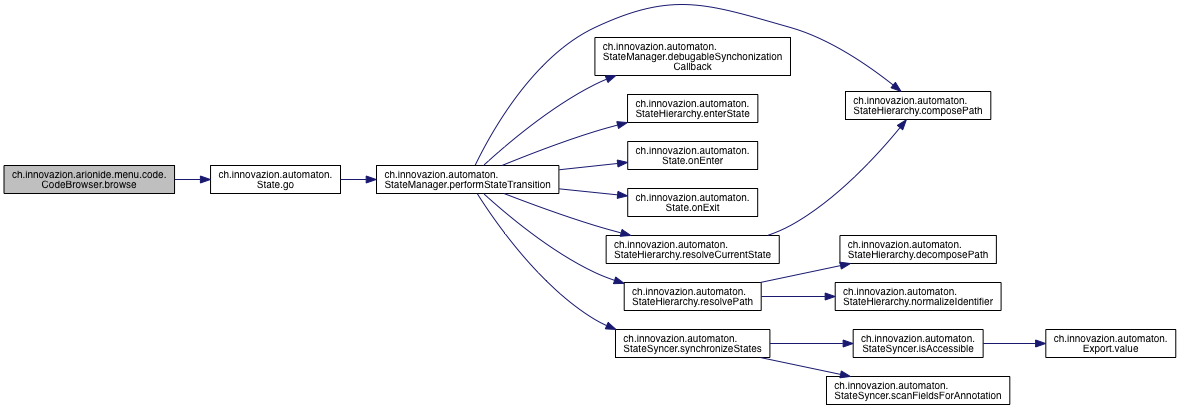 ch.innovazion.arionide.menu.code.
CodeBrowser.browse
ch.innovazion.automaton.
State.go
ch.innovazion.automaton.
StateManager.performStateTransition
ch.innovazion.automaton.
StateManager.debugableSynchonization
Callback
ch.innovazion.automaton.
StateHierarchy.enterState
ch.innovazion.automaton.
State.onEnter
ch.innovazion.automaton.
State.onExit
ch.innovazion.automaton.
StateHierarchy.resolveCurrentState
ch.innovazion.automaton.
StateHierarchy.resolvePath
ch.innovazion.automaton.
StateSyncer.synchronizeStates
ch.innovazion.automaton.
StateHierarchy.composePath
ch.innovazion.automaton.
StateHierarchy.decomposePath
ch.innovazion.automaton.
StateHierarchy.normalizeIdentifier
ch.innovazion.automaton.
StateSyncer.isAccessible
ch.innovazion.automaton.
StateSyncer.scanFieldsForAnnotation
ch.innovazion.automaton.
Export.value